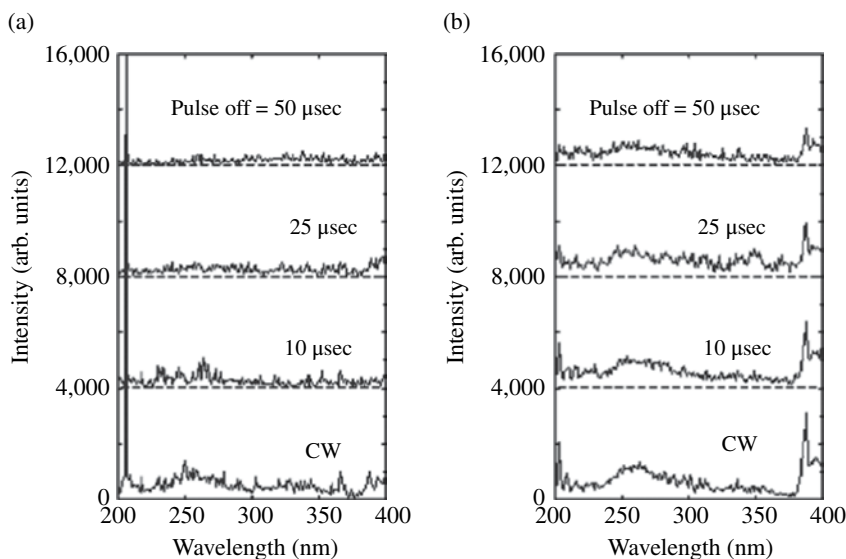 (a)
16,000
Pulse off = 50 μsec
12,000
25 μsec
8,000
10 μsec
4,000
CW
0
200 250 300 350 400
Wavelength (nm)
Intensity (arb. units)
(b)
16,000
Pulse off = 50 μsec
12,000
25 μsec
8,000
10 μsec
4,000
CW
0
200 250 300 350 400
Wavelength (nm)
Intensity (arb. units)